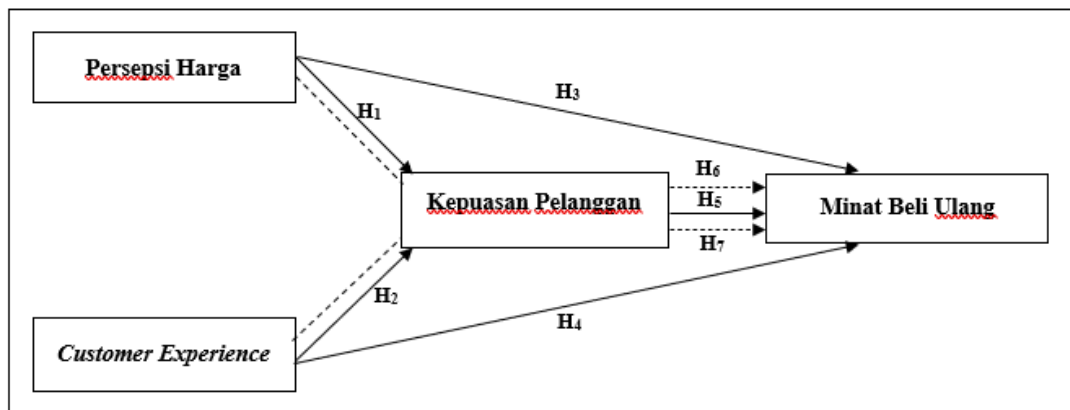 Persepsi Harga
H3
H1
H6
Kepuasan Pelanggan
H5
Minat Beli Ulang
H7
H2
H4
Customer Experience